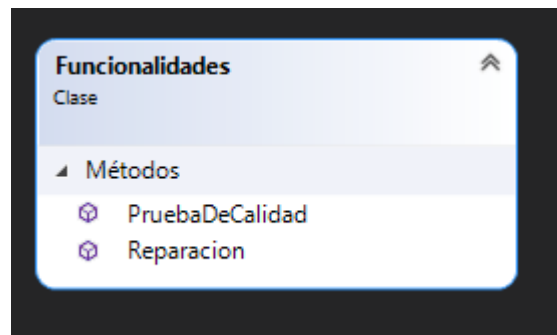 Funcionalidades
Clase
Métodos
PruebaDeCalidad
Reparacion